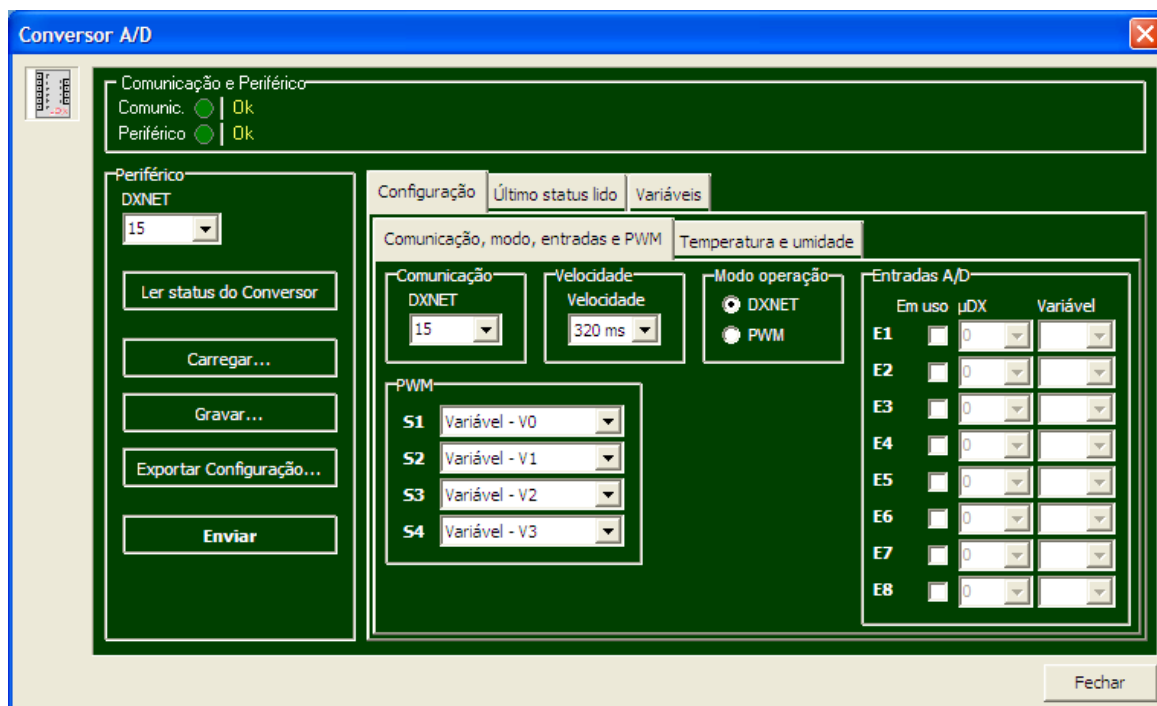 Conversor A/D
Comunicação e Periférico
Comunic. Ok
Periférico Ok
Periférico
DXNET
15
Ler status do Conversor
Carregar...
Gravar...
Exportar Configuração...
Enviar
Configuração Último status lido Variáveis
Comunicação, modo, entradas e PWM Temperatura e umidade
Comunicação
DXNET
15
Velocidade
Velocidade
320 ms
Modo operação
DXNET
PWM
PWM
S1 Variável - V0
S2 Variável - V1
S3 Variável - V2
S4 Variável - V3
Entradas A/D
Em uso µDX Variável
E1 0
E2 0
E3 0
E4 0
E5 0
E6 0
E7 0
E8 0
Fechar